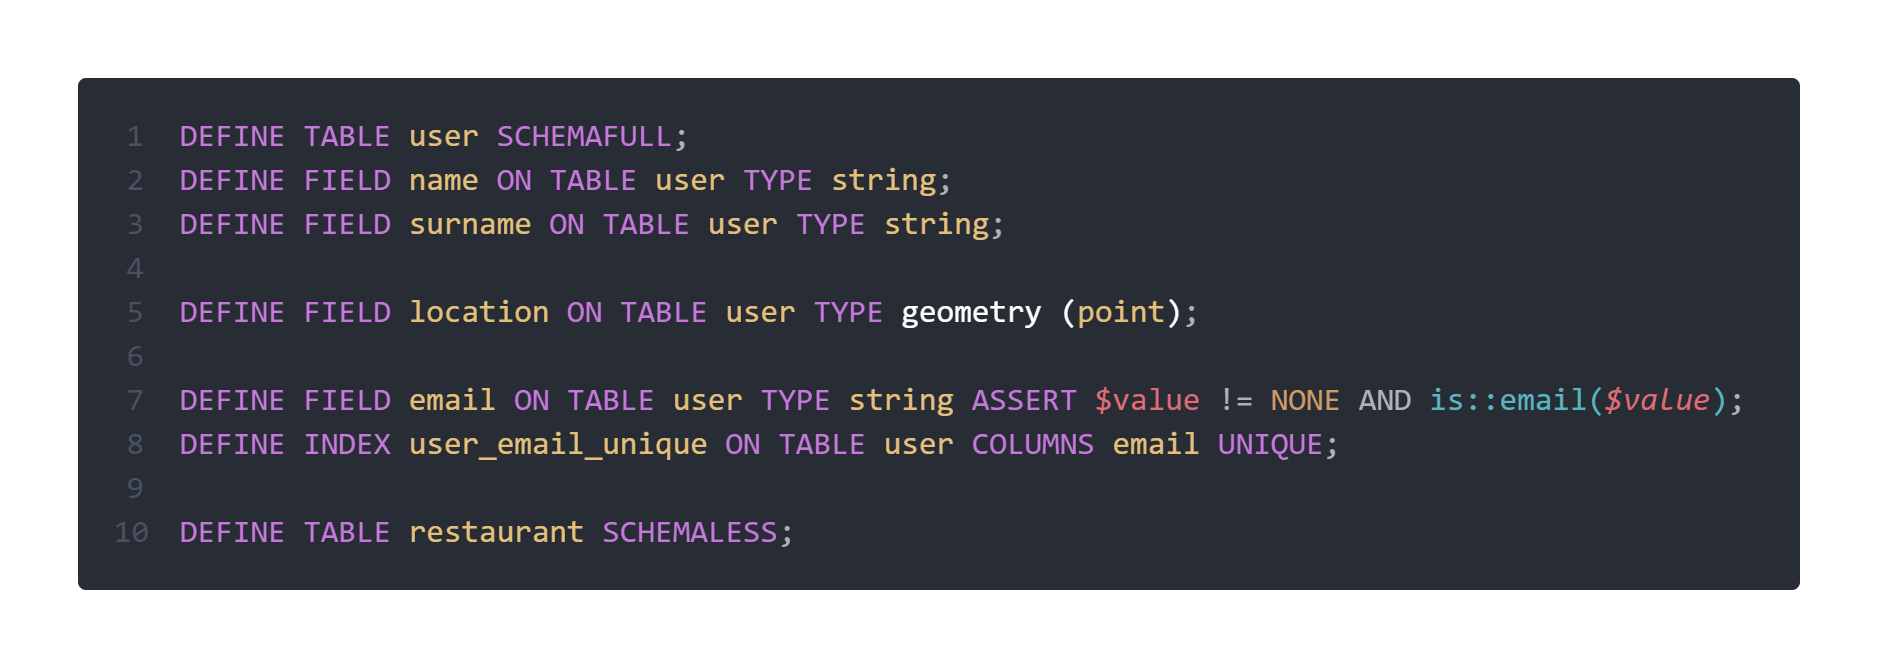 1 DEFINE TABLE user SCHEMAFULL;
2 DEFINE FIELD name ON TABLE user TYPE string;
3 DEFINE FIELD surname ON TABLE user TYPE string;
4
5 DEFINE FIELD location ON TABLE user TYPE geometry (point);
6
7 DEFINE FIELD email ON TABLE user TYPE string ASSERT $value != NONE AND is::email($value);
8 DEFINE INDEX user_email_unique ON TABLE user COLUMNS email UNIQUE;
9
10 DEFINE TABLE restaurant SCHEMALESS;